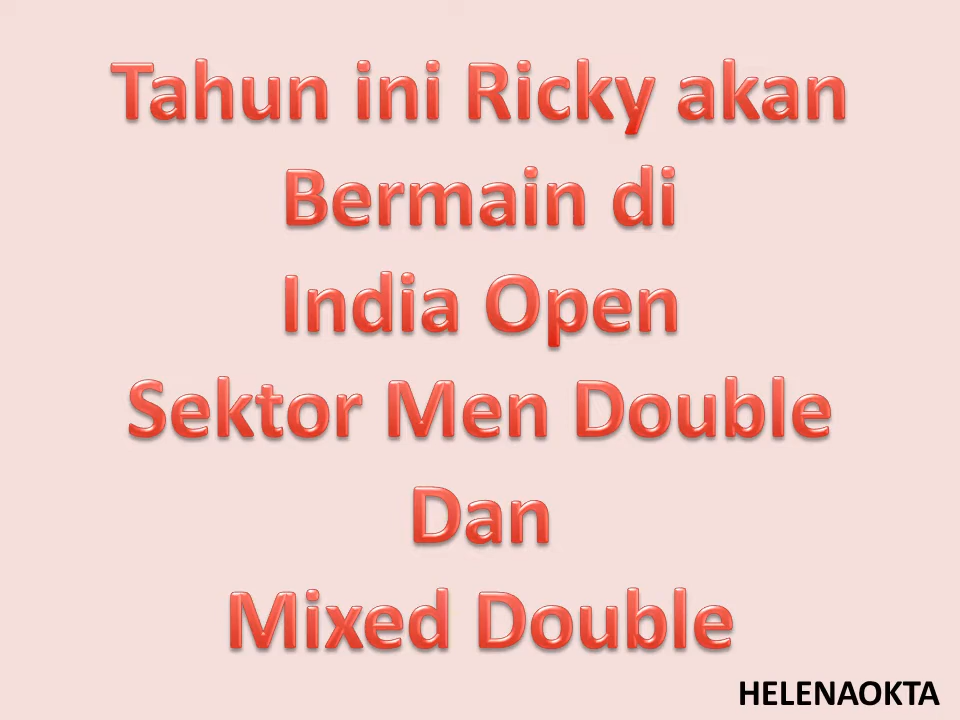 Tahun ini Ricky akan
Bermain di
India Open
Sektor Men Double
Dan
Mixed Double
HELENAOKTA